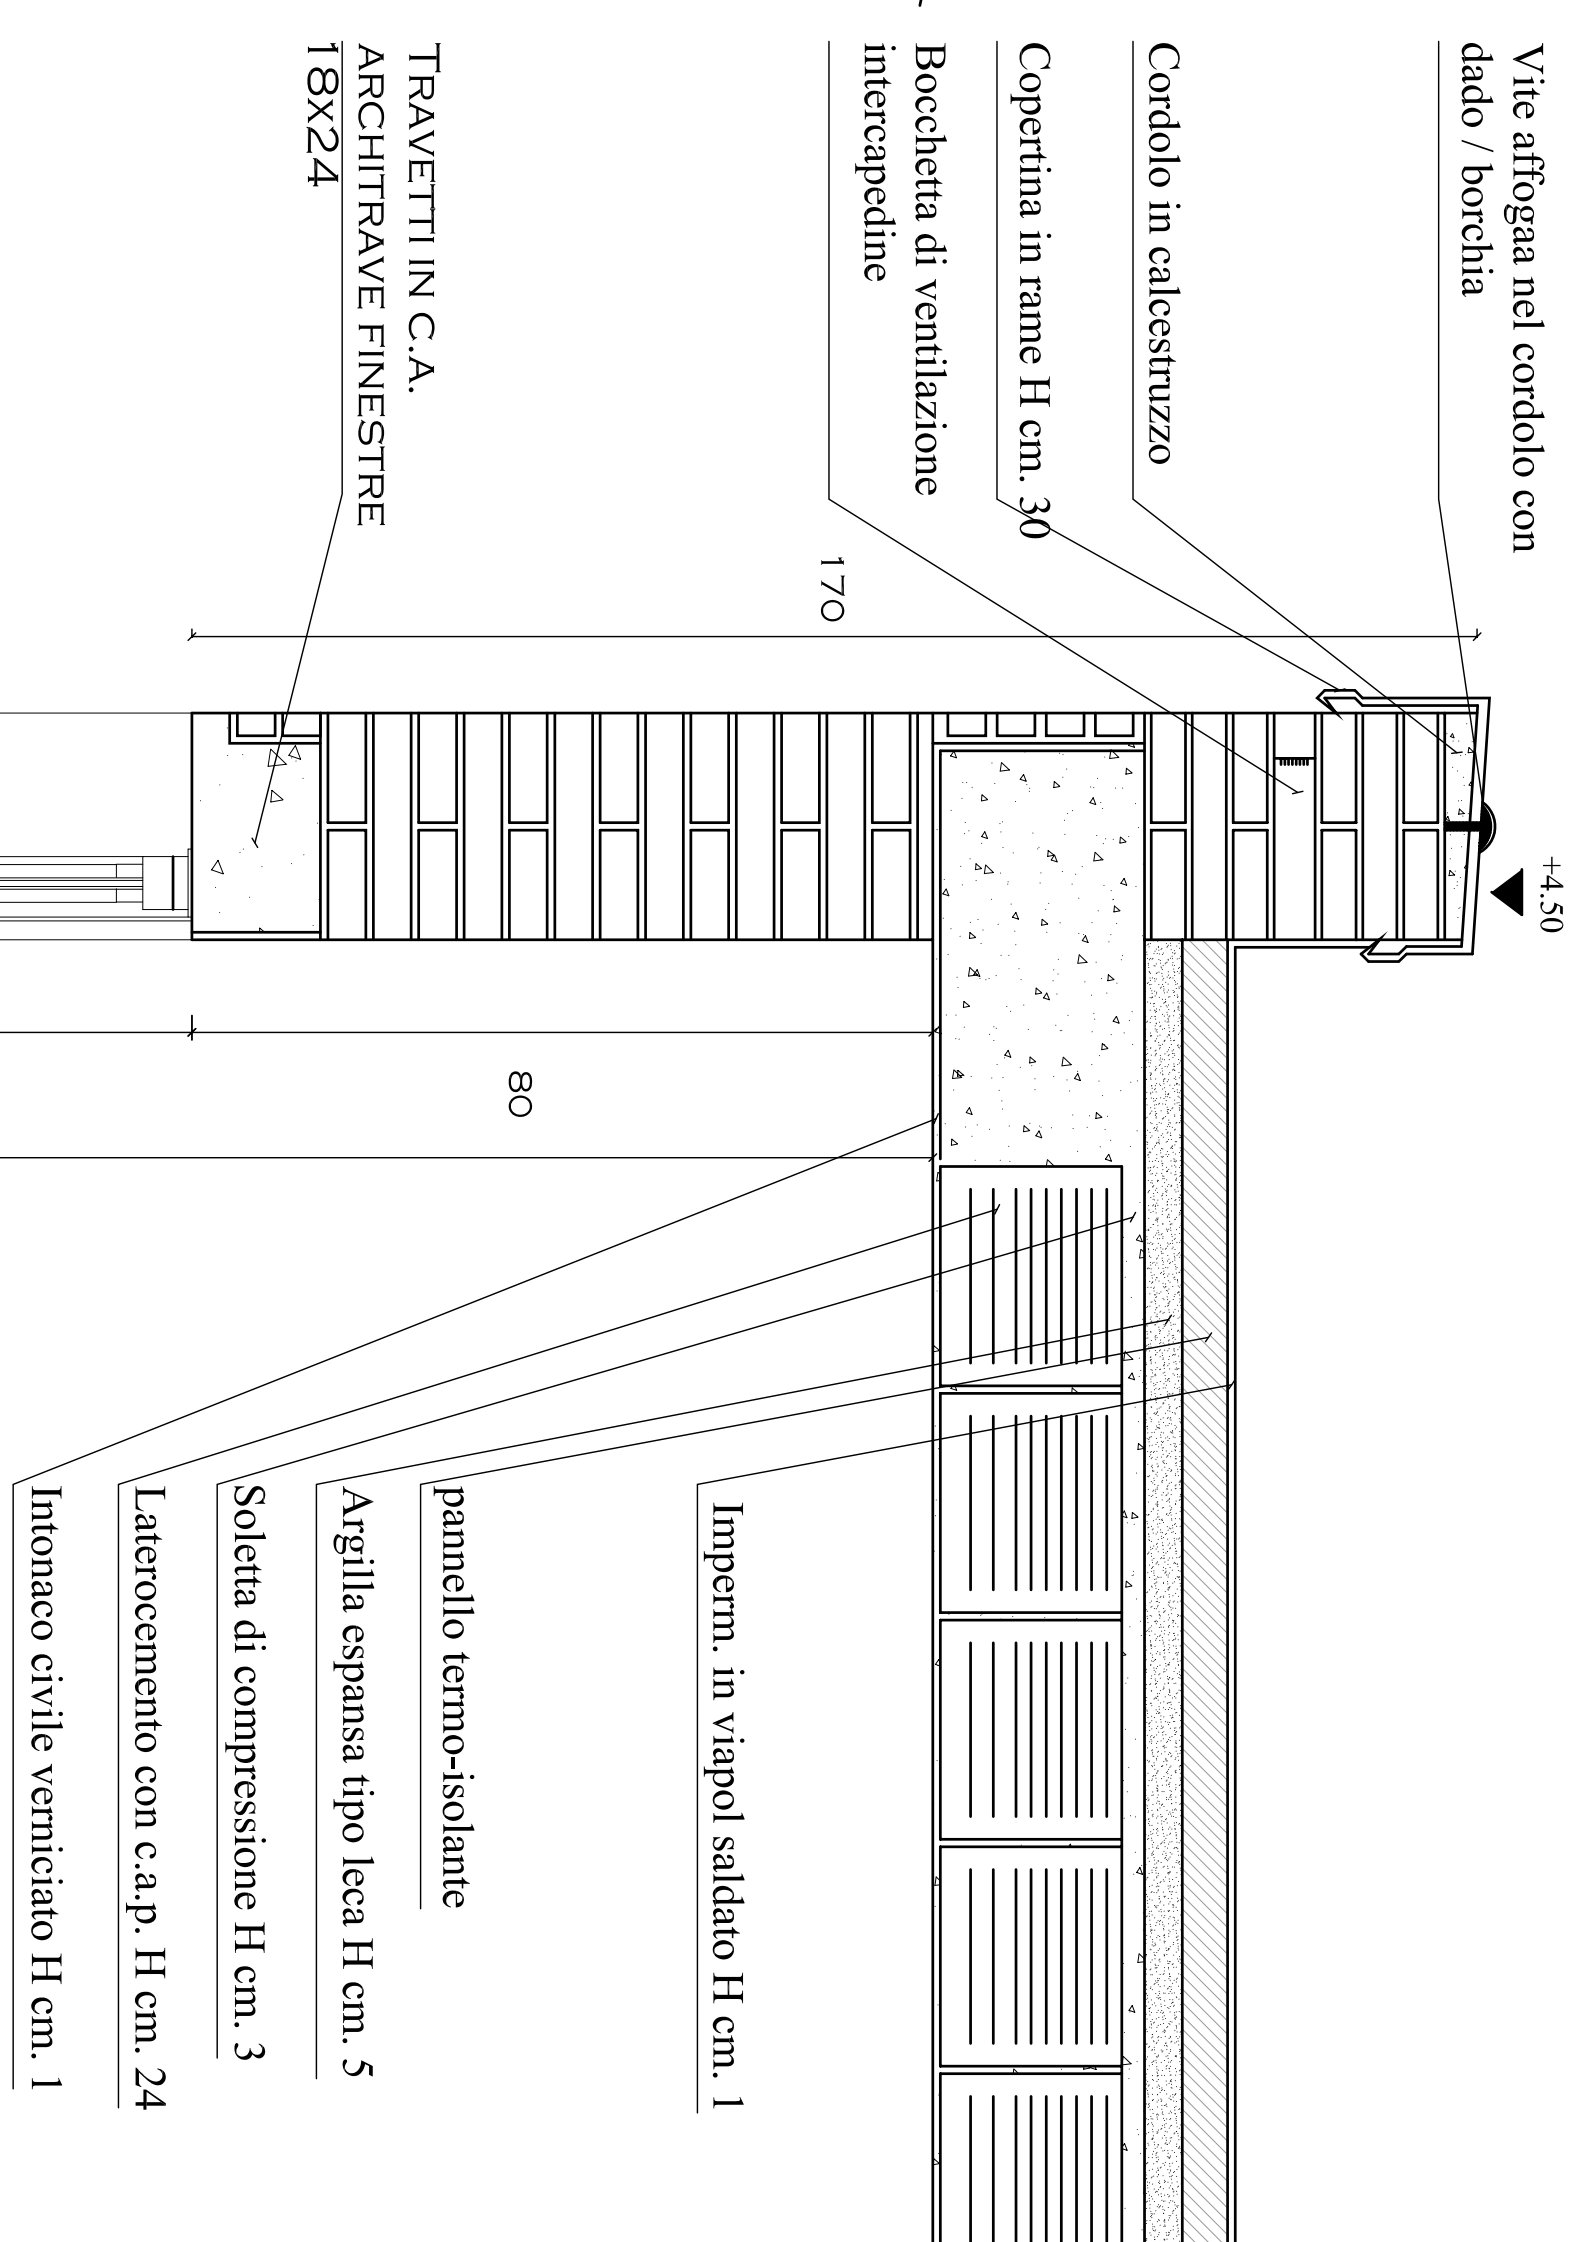 Vite affogaa nel cordolo con
dado / borchia
Cordolo in calcestruzzo
Copertina in rame H cm. 30
Bocchetta di ventilazione
intercapedine
TRAVETTI IN C.A.
ARCHITRAVE FINESTRE
18x24
170
+4.50
80
Imperm. in viapol saldato H cm. 1
pannello termo-isolante
Argilla espansa tipo leca H cm. 5
Soletta di compressione H cm. 3
Laterocemento con c.a.p. H cm. 24
Intonaco civile verniciato H cm. 1